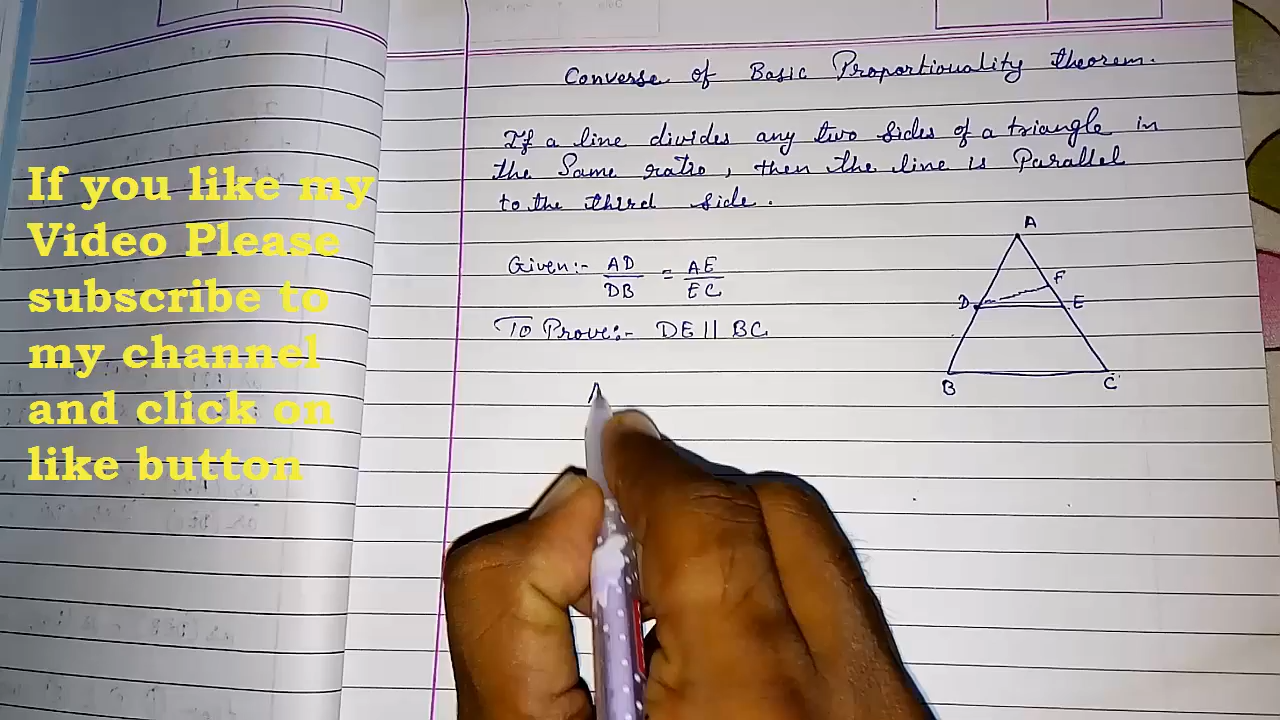 If you like my
Video Please
subscribe to
my channel
and click on
like button
Converse of Basic Proportionality theorem.
If a line divides any two sides of a triangle in
the Same ratio, then the line is Parallel
to the third side.
Given:- AD/DB = AE/EC
To Prove:- DE || BC
A
F
D
E
B
C